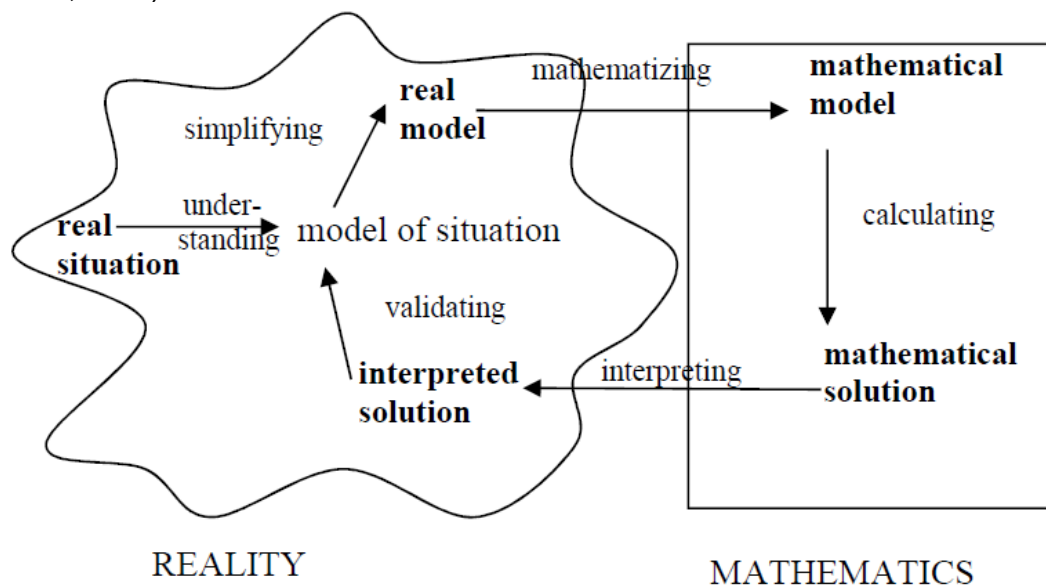 mathematizing
mathematical
model
real
model
simplifying
under-
standing
real
situation
model of situation
calculating
validating
mathematical
solution
interpreting
interpreted
solution
REALITY
MATHEMATICS